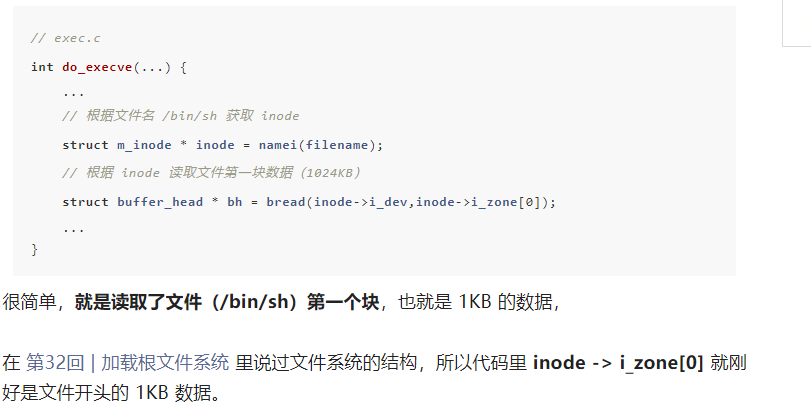 // exec.c
int do_execve(...) {
...
// 根据文件名 /bin/sh 获取 inode
struct m_inode * inode = namei(filename);
// 根据 inode 读取文件第一块数据（1024KB）
struct buffer_head * bh = bread(inode->i_dev,inode->i_zone[0]);
...
}
很简单，就是读取了文件（/bin/sh）第一个块，也就是 1KB 的数据，
在 第32回 | 加载根文件系统 里说过文件系统的结构，所以代码里 inode -> i_zone[0] 就刚
好是文件开头的 1KB 数据。